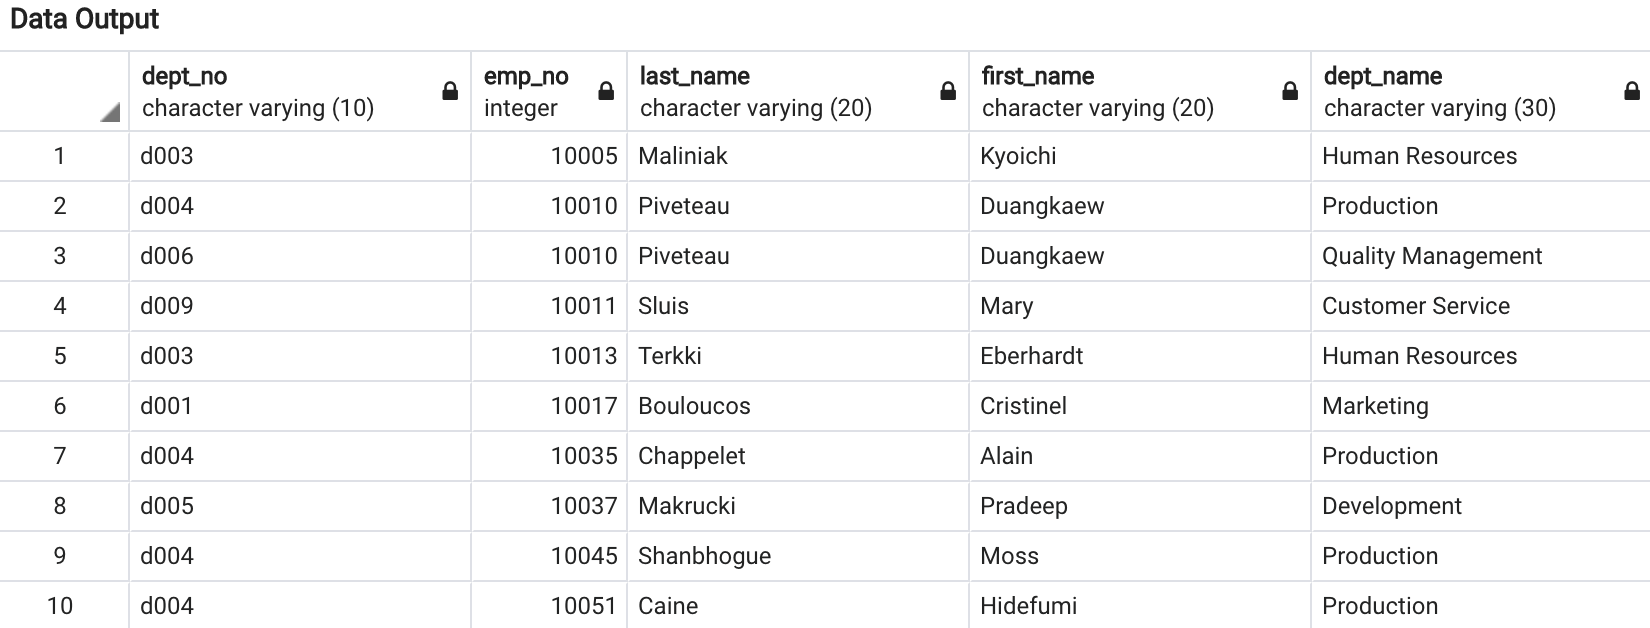 Data Output
dept_no emp_no last_name first_name dept_name
character varying (10) integer character varying (20) character varying (20) character varying (30)
1 d003 10005 Maliniak Kyoichi Human Resources
2 d004 10010 Piveteau Duangkaew Production
3 d006 10010 Piveteau Duangkaew Quality Management
4 d009 10011 Sluis Mary Customer Service
5 d003 10013 Terkki Eberhardt Human Resources
6 d001 10017 Bouloucos Cristinel Marketing
7 d004 10035 Chappelet Alain Production
8 d005 10037 Makrucki Pradeep Development
9 d004 10045 Shanbhogue Moss Production
10 d004 10051 Caine Hidefumi Production